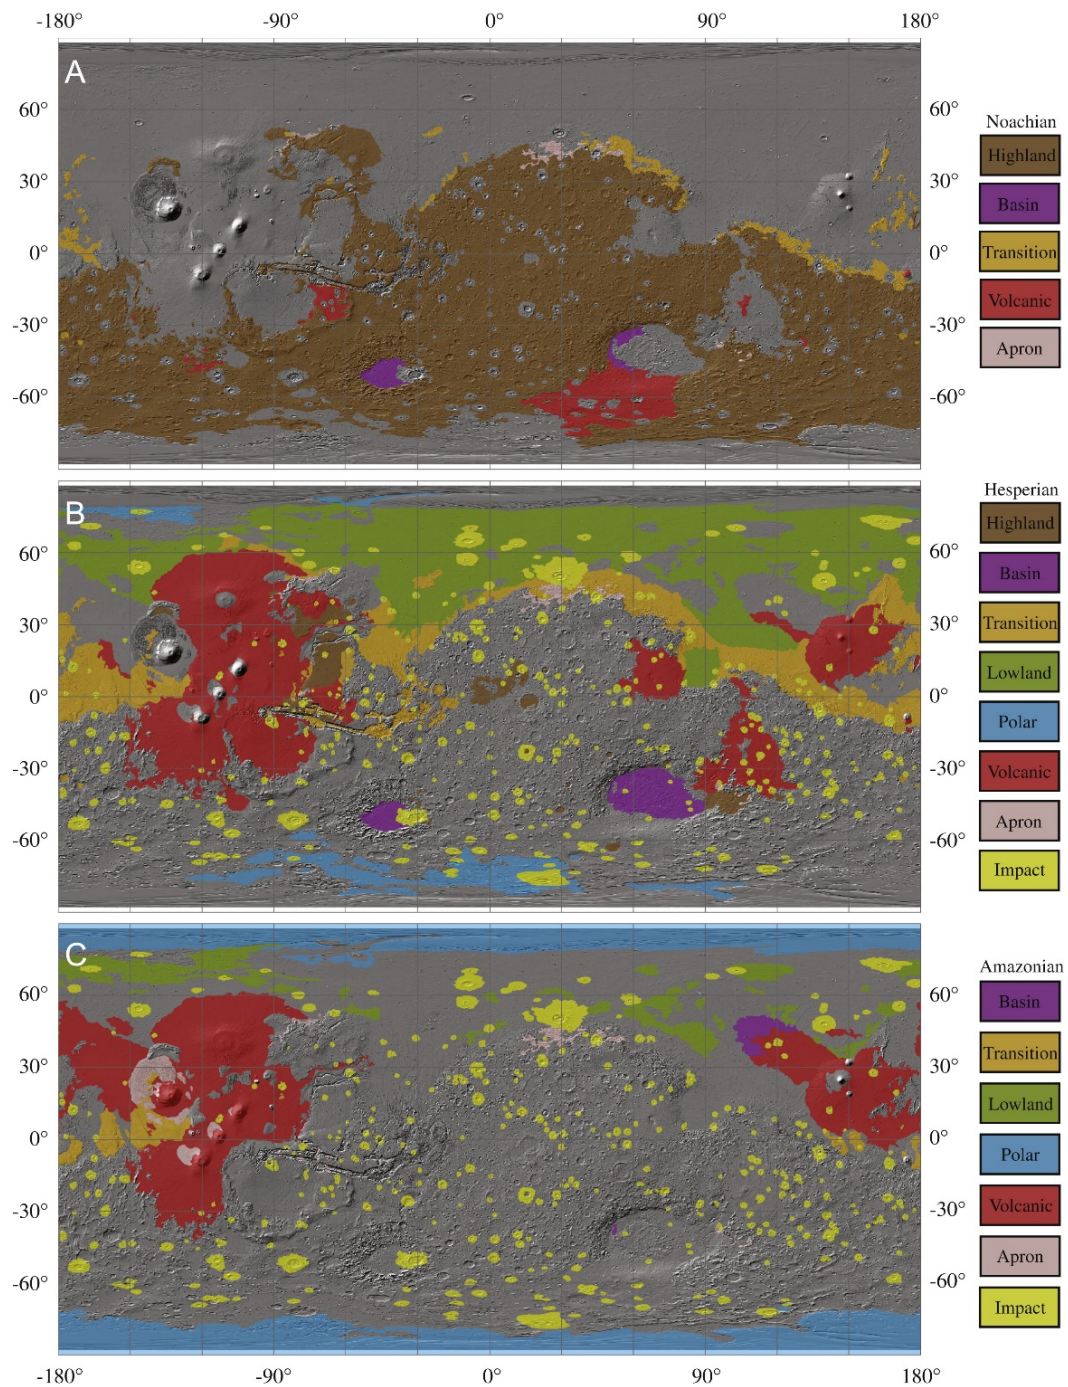 -180° -90° 0° 90° 180°
A
60° 60°
30° 30°
0° 0°
-30° -30°
-60° -60°
Noachian
Highland
Basin
Transition
Volcanic
Apron
B
60° 60°
30° 30°
0° 0°
-30° -30°
-60° -60°
Hesperian
Highland
Basin
Transition
Lowland
Polar
Volcanic
Apron
Impact
C
60° 60°
30° 30°
0° 0°
-30° -30°
-60° -60°
Amazonian
Basin
Transition
Lowland
Polar
Volcanic
Apron
Impact
-180° -90° 0° 90° 180°